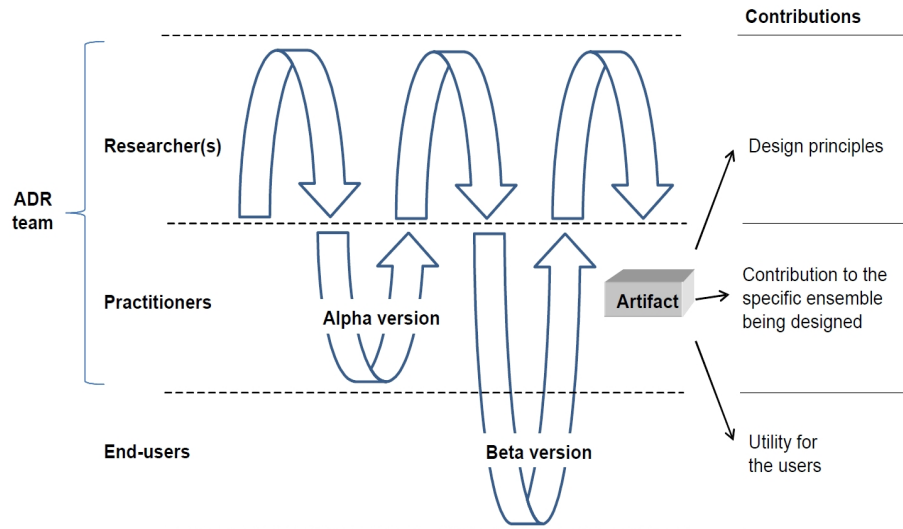 Contributions
Researcher(s)
Design principles
ADR
team
Practitioners
Alpha version
Artifact
Contribution to the
specific ensemble
being designed
End-users
Beta version
Utility for
the users